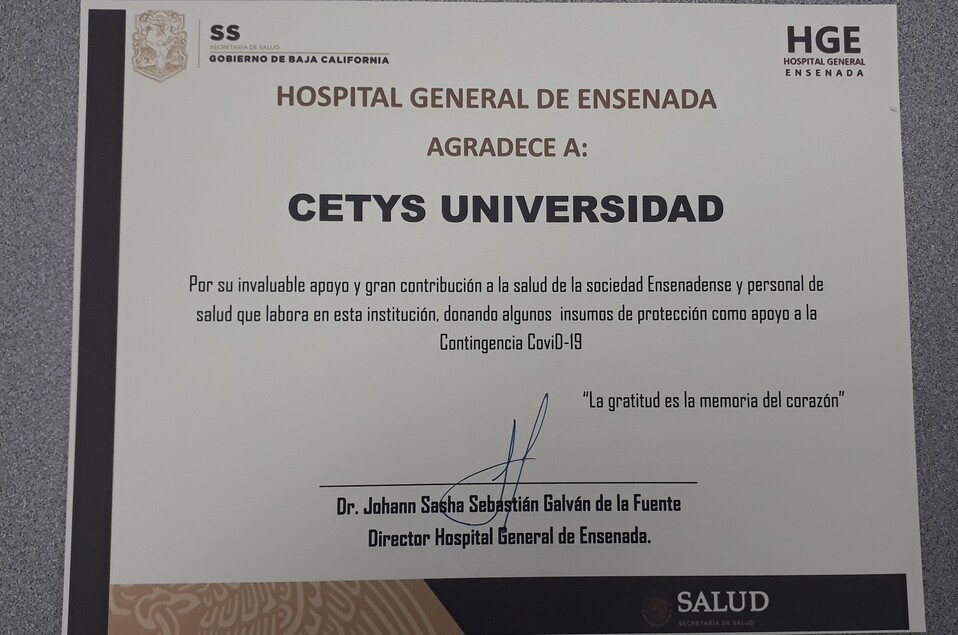 SS
SECRETARÍA DE SALUD
GOBIERNO DE BAJA CALIFORNIA
HGE
HOSPITAL GENERAL
ENSENADA
HOSPITAL GENERAL DE ENSENADA
AGRADECE A:
CETYS UNIVERSIDAD
Por su invaluable apoyo y gran contribución a la salud de la sociedad Ensenadense y personal de
salud que labora en esta institución, donando algunos insumos de protección como apoyo a la
Contingencia CoviD-19
“La gratitud es la memoria del corazón”
Dr. Johann Sasha Sebastián Galván de la Fuente
Director Hospital General de Ensenada.
SALUD
SECRETARÍA DE SALUD